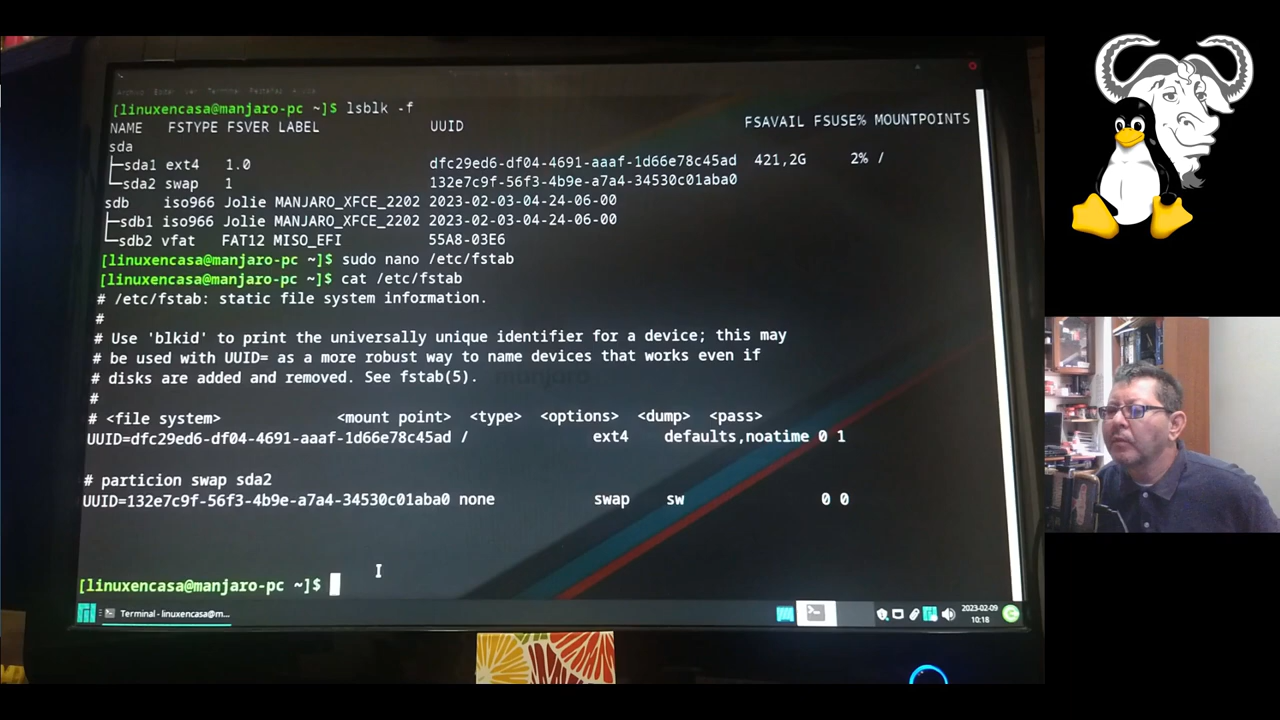 [linuxencasa@manjaro-pc ~]$ lsblk -f
NAME FSTYPE FSVER LABEL UUID FSAVAIL FSUSE% MOUNTPOINTS
sda
├─sda1 ext4 1.0 dfc29ed6-df04-4691-aaaf-1d66e78c45ad 421,2G 2% /
└─sda2 swap 1 132e7c9f-56f3-4b9e-a7a4-34530c01aba0
sdb iso966 Jolie MANJARO_XFCE_2202 2023-02-03-04-24-06-00
├─sdb1 iso966 Jolie MANJARO_XFCE_2202 2023-02-03-04-24-06-00
└─sdb2 vfat FAT12 MISO_EFI 55A8-03E6
[linuxencasa@manjaro-pc ~]$ sudo nano /etc/fstab
[linuxencasa@manjaro-pc ~]$ cat /etc/fstab
# /etc/fstab: static file system information.
#
# Use 'blkid' to print the universally unique identifier for a device; this may
# be used with UUID= as a more robust way to name devices that works even if
# disks are added and removed. See fstab(5).
#
# <file system> <mount point> <type> <options> <dump> <pass>
UUID=dfc29ed6-df04-4691-aaaf-1d66e78c45ad / ext4 defaults,noatime 0 1
# particion swap sda2
UUID=132e7c9f-56f3-4b9e-a7a4-34530c01aba0 none swap sw 0 0
[linuxencasa@manjaro-pc ~]$
Terminal - linuxencasa@m...
2023-02-09
10:18